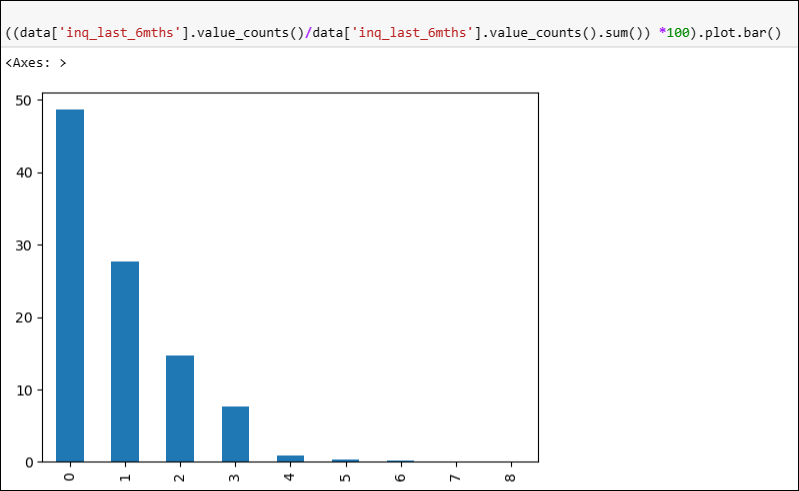 ((data['inq_last_6mths'].value_counts()/data['inq_last_6mths'].value_counts().sum()) *100).plot.bar()
<Axes: >
50
40
30
20
10
0
0 1 2 3 4 5 6 7 8